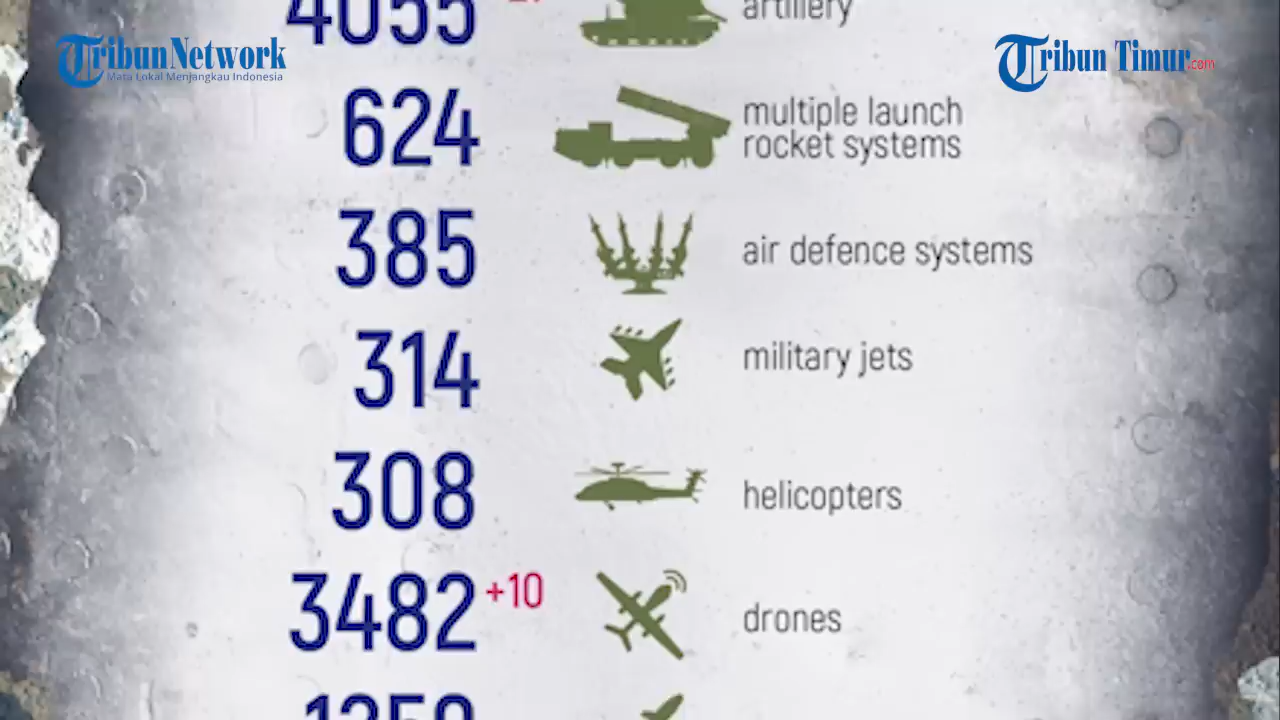 4055
artillery
TribunNetwork
Mata Lokal Menjangkau Indonesia
Tribun Timur.com
624
multiple launch
rocket systems
385
air defence systems
314
military jets
308
helicopters
3482 +10
drones